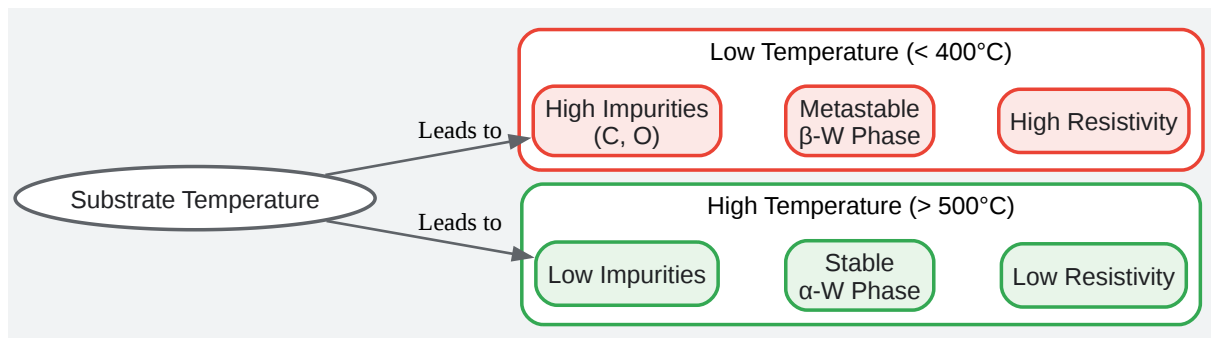 Low Temperature (< 400°C)
High Impurities
(C, O)
Metastable
β-W Phase
High Resistivity
Leads to
Substrate Temperature
Leads to
High Temperature (> 500°C)
Low Impurities
Stable
α-W Phase
Low Resistivity